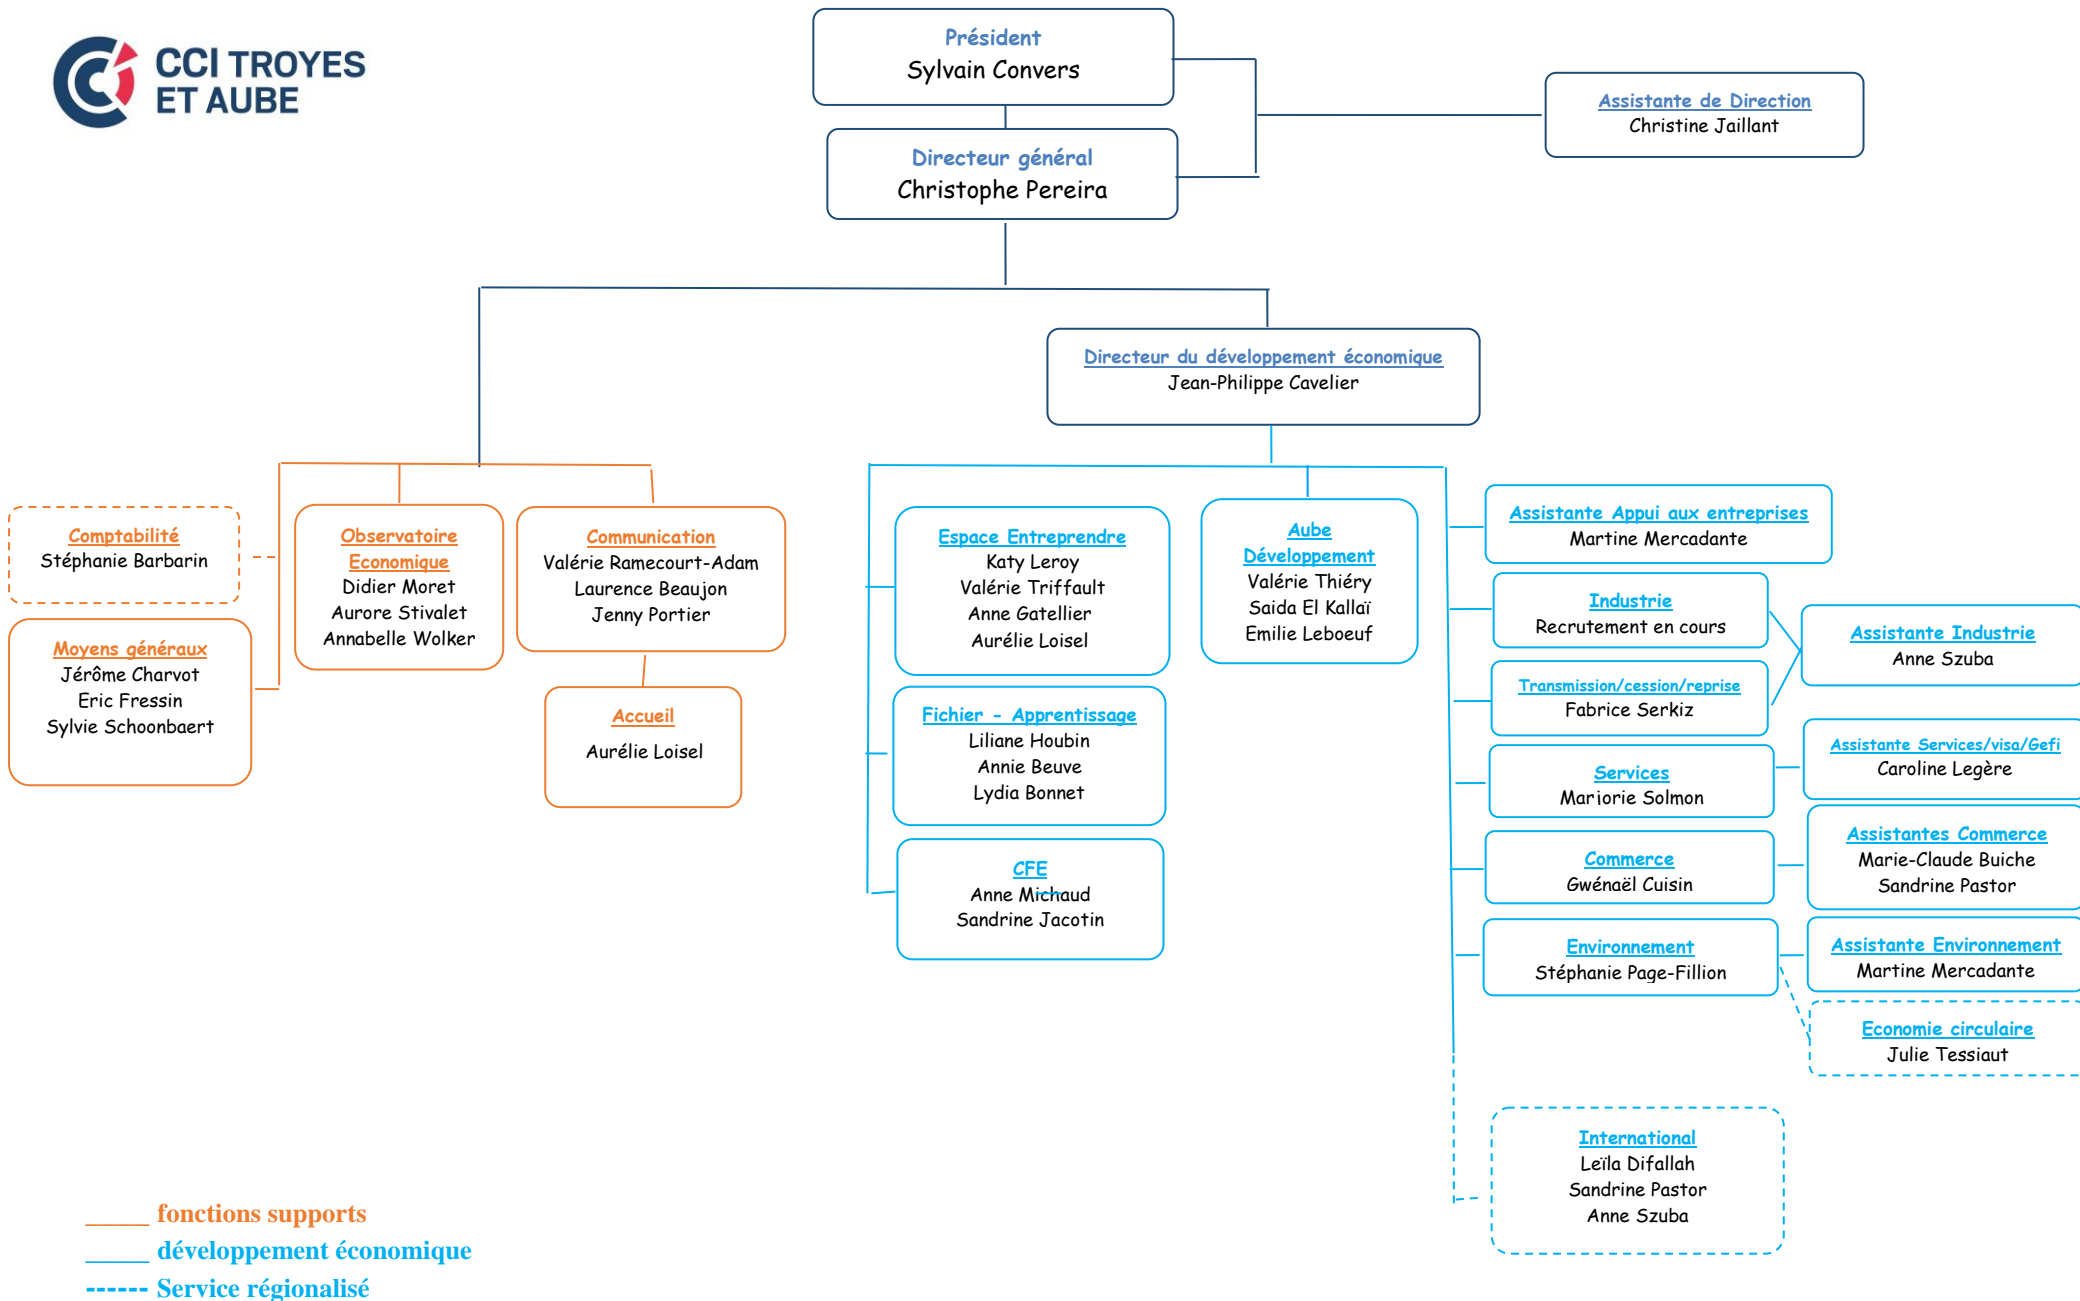 CCI TROYES
ET AUBE
Président
Sylvain Convers
Directeur général
Christophe Pereira
Assistante de Direction
Christine Jaillant
Directeur du développement économique
Jean-Philippe Cavelier
Comptabilité
Stéphanie Barbarin
Moyens généraux
Jérôme Charvot
Eric Fressin
Sylvie Schoonbaert
Observatoire
Economique
Didier Moret
Aurore Stivalet
Annabelle Wolker
Communication
Valérie Ramecourt-Adam
Laurence Beaujon
Jenny Portier
Accueil
Aurélie Loisel
Espace Entreprendre
Katy Leroy
Valérie Triffault
Anne Gatellier
Aurélie Loisel
Fichier - Apprentissage
Liliane Houbin
Annie Beuve
Lydia Bonnet
CFE
Anne Michaud
Sandrine Jacotin
Aube
Développement
Valérie Thiéry
Saida El Kallaï
Emilie Leboeuf
Assistante Appui aux entreprises
Martine Mercadante
Industrie
Recrutement en cours
Transmission/cession/reprise
Fabrice Serkiz
Assistante Industrie
Anne Szuba
Services
Marjorie Solmon
Assistante Services/visa/Gefi
Caroline Legère
Commerce
Gwénaël Cuisin
Assistantes Commerce
Marie-Claude Buiche
Sandrine Pastor
Environnement
Stéphanie Page-Fillion
Assistante Environnement
Martine Mercadante
Economie circulaire
Julie Tessiaut
International
Leïla Difallah
Sandrine Pastor
Anne Szuba
____ fonctions supports
____ développement économique
------ Service régionalisé